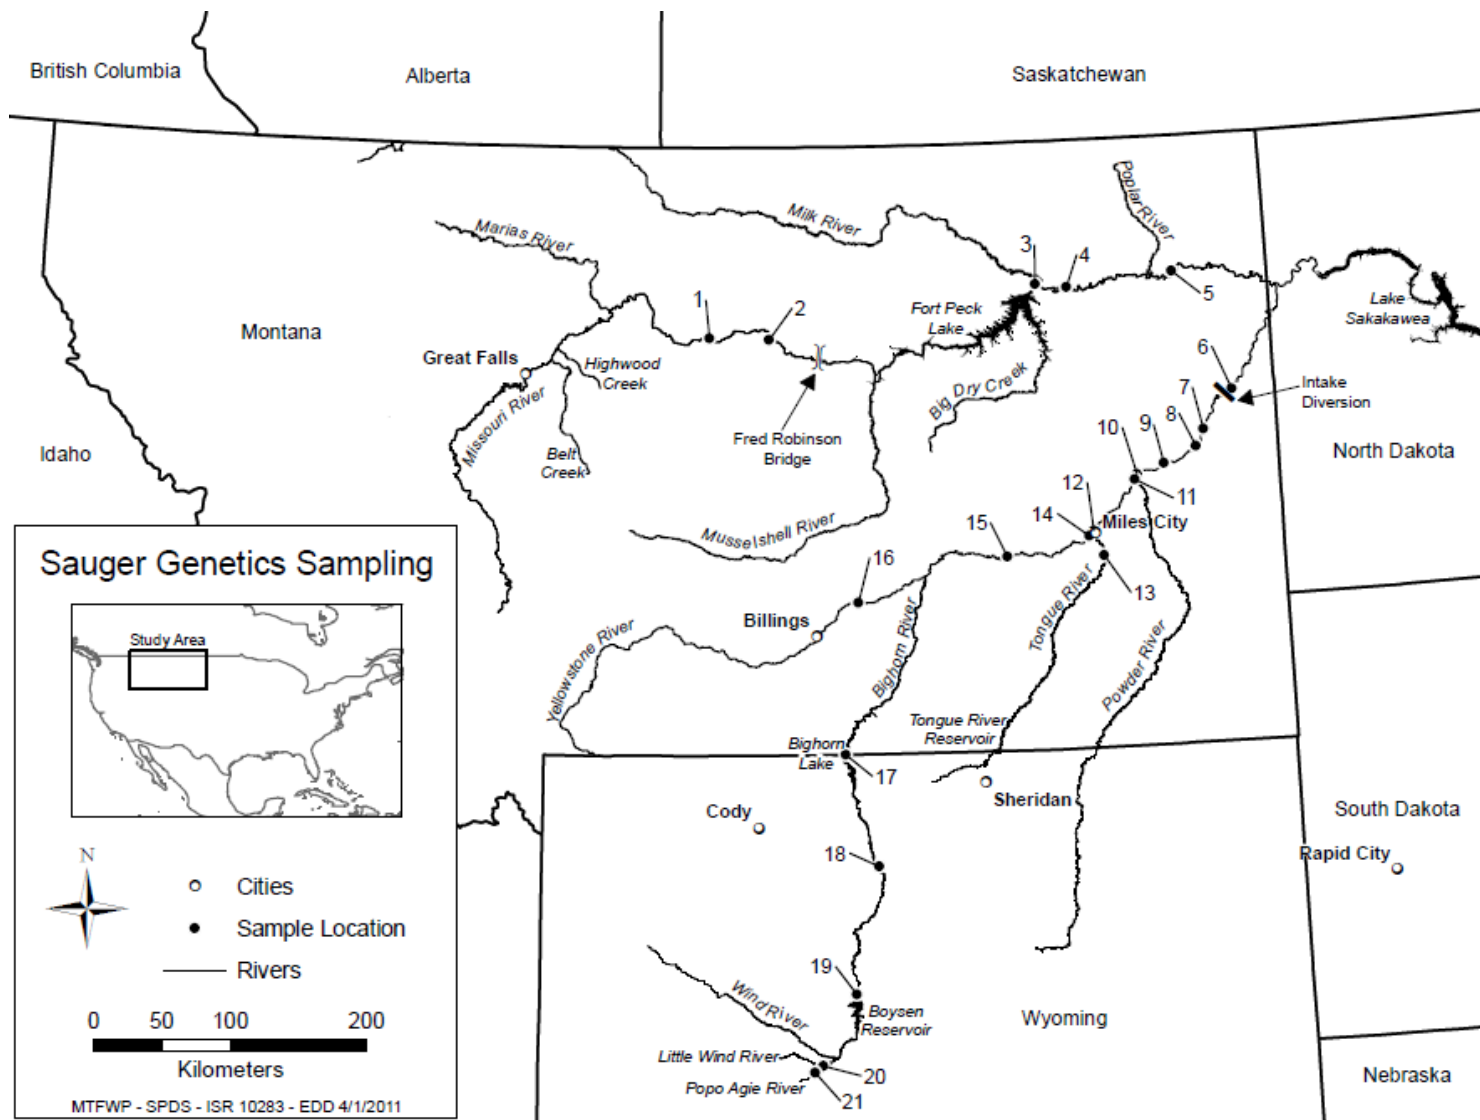 British Columbia
Alberta
Saskatchewan
Poplar River
Milk River
Marias River
3
4
5
1
2
Fort Peck
Lake
Lake
Sakakawea
Montana
Great Falls
Highwood
Creek
Missouri River
Belt
Creek
Big Dry Creek
Fred Robinson
Bridge
6
Intake
Diversion
7
8
9
10
11
North Dakota
Idaho
12
Miles City
14
13
15
Musselshell River
16
Billings
Yellowstone River
Bighorn River
Tongue River
Powder River
Tongue River
Reservoir
Bighorn
Lake
17
Sheridan
Cody
South Dakota
Rapid City
18
19
Boysen
Reservoir
Wind River
Wyoming
Little Wind River
20
Popo Agie River
21
Nebraska
Sauger Genetics Sampling
Study Area
N
Cities
Sample Location
Rivers
0 50 100 200
Kilometers
MTFWP - SPDS - ISR 10283 - EDD 4/1/2011